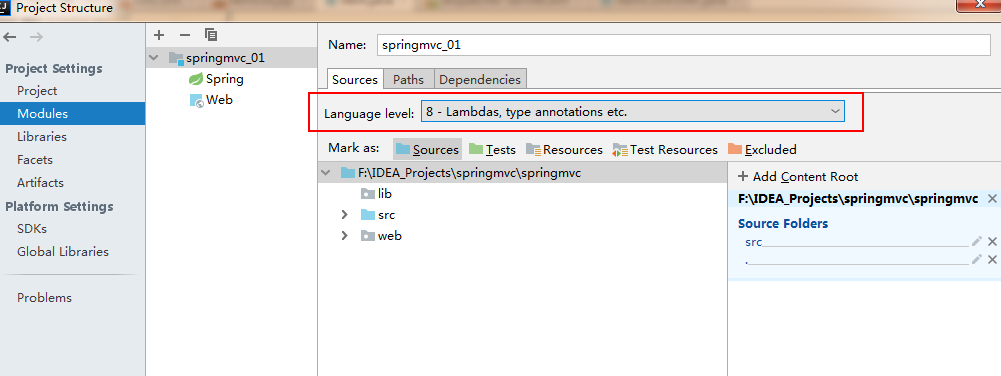 Project Structure
Project Settings
Project
Modules
Libraries
Facets
Artifacts
Platform Settings
SDKs
Global Libraries
Problems
springmvc_01
Spring
Web
Name: springmvc_01
Sources Paths Dependencies
Language level: 8 - Lambdas, type annotations etc.
Mark as: Sources Tests Resources Test Resources Excluded
F:\IDEA_Projects\springmvc\springmvc
lib
src
web
+ Add Content Root
F:\IDEA_Projects\springmvc\springmvc
Source Folders
src
.